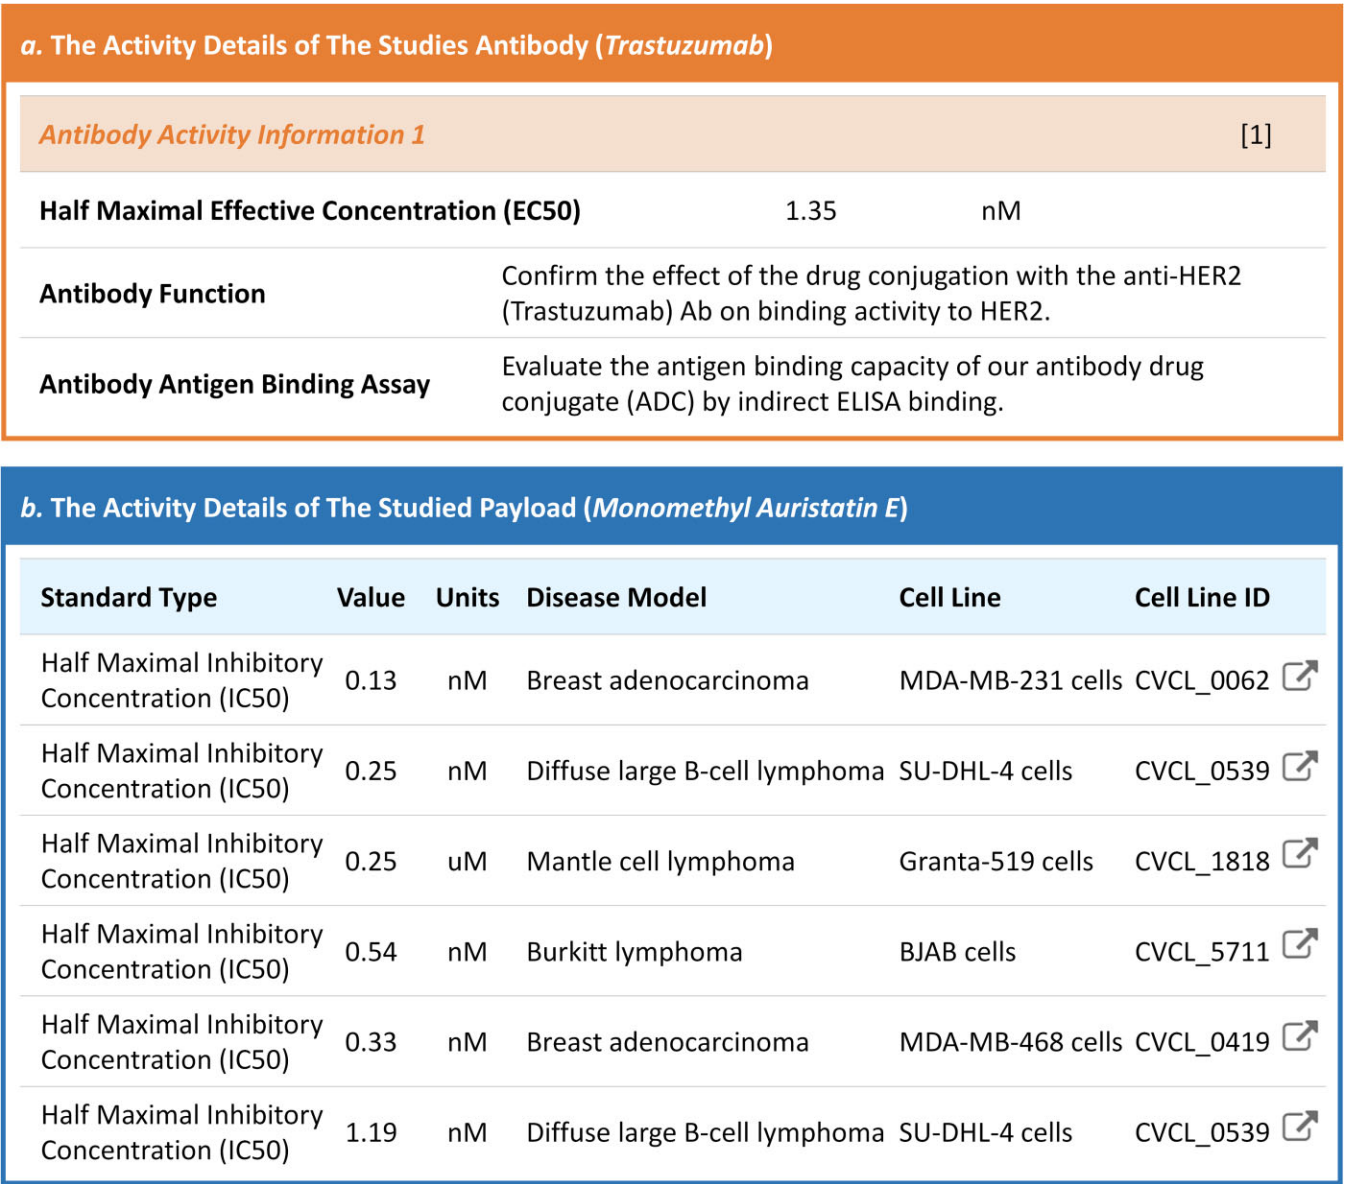 a. The Activity Details of The Studies Antibody (Trastuzumab)
Antibody Activity Information 1 [1]
Half Maximal Effective Concentration (EC50) 1.35 nM
Antibody Function
Confirm the effect of the drug conjugation with the anti-HER2
(Trastuzumab) Ab on binding activity to HER2.
Antibody Antigen Binding Assay
Evaluate the antigen binding capacity of our antibody drug
conjugate (ADC) by indirect ELISA binding.
b. The Activity Details of The Studied Payload (Monomethyl Auristatin E)
Standard Type Value Units Disease Model Cell Line Cell Line ID
Half Maximal Inhibitory
Concentration (IC50)
0.13 nM Breast adenocarcinoma MDA-MB-231 cells CVCL_0062
Half Maximal Inhibitory
Concentration (IC50)
0.25 nM Diffuse large B-cell lymphoma SU-DHL-4 cells CVCL_0539
Half Maximal Inhibitory
Concentration (IC50)
0.25 uM Mantle cell lymphoma Granta-519 cells CVCL_1818
Half Maximal Inhibitory
Concentration (IC50)
0.54 nM Burkitt lymphoma BJAB cells CVCL_5711
Half Maximal Inhibitory
Concentration (IC50)
0.33 nM Breast adenocarcinoma MDA-MB-468 cells CVCL_0419
Half Maximal Inhibitory
Concentration (IC50)
1.19 nM Diffuse large B-cell lymphoma SU-DHL-4 cells CVCL_0539